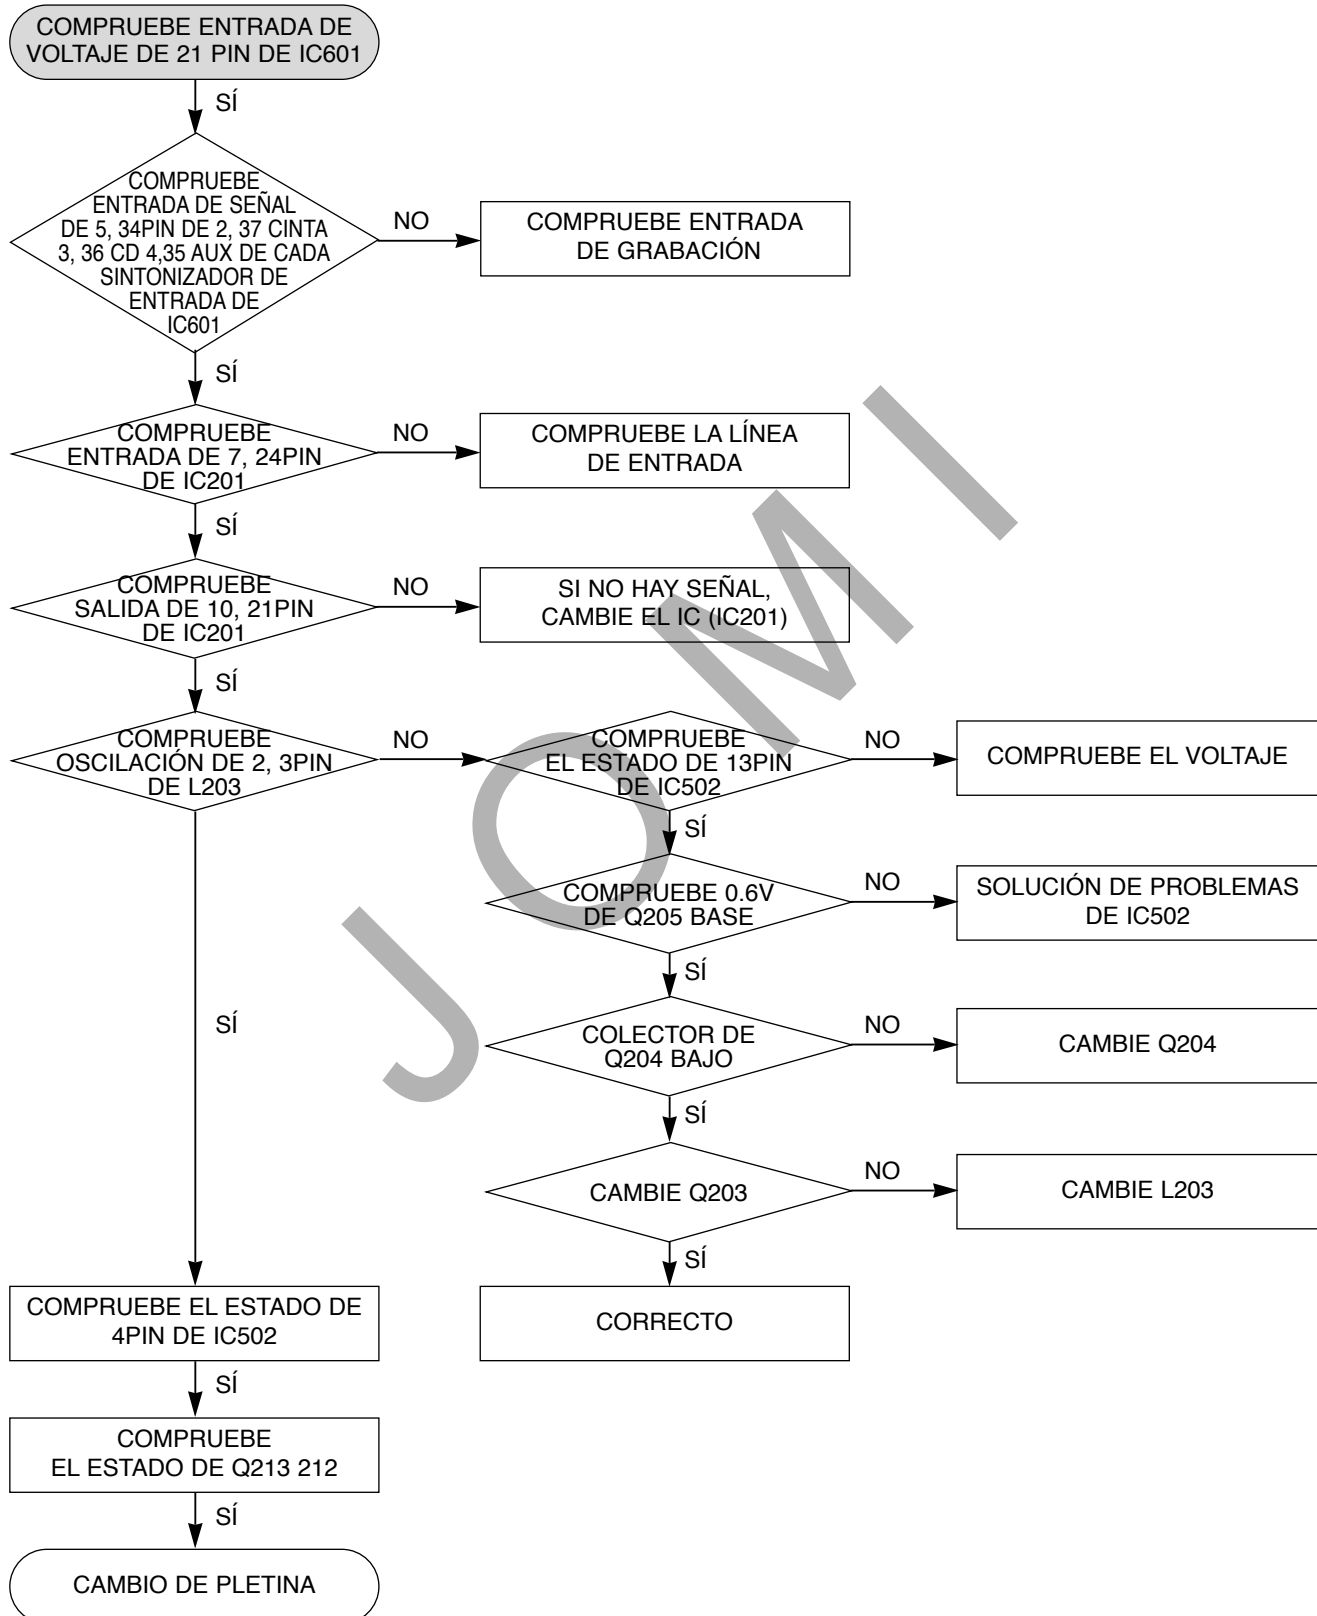 COMPRUEBE ENTRADA DE
VOLTAJE DE 21 PIN DE IC601
SÍ
COMPRUEBE
ENTRADA DE SEÑAL
DE 5, 34PIN DE 2, 37 CINTA
3, 36 CD 4,35 AUX DE CADA
SINTONIZADOR DE
ENTRADA DE
IC601
NO
COMPRUEBE ENTRADA
DE GRABACIÓN
SÍ
COMPRUEBE
ENTRADA DE 7, 24PIN
DE IC201
NO
COMPRUEBE LA LÍNEA
DE ENTRADA
SÍ
COMPRUEBE
SALIDA DE 10, 21PIN
DE IC201
NO
SI NO HAY SEÑAL,
CAMBIE EL IC (IC201)
SÍ
COMPRUEBE
OSCILACIÓN DE 2, 3PIN
DE L203
NO
COMPRUEBE
EL ESTADO DE 13PIN
DE IC502
NO
COMPRUEBE EL VOLTAJE
SÍ
COMPRUEBE 0.6V
DE Q205 BASE
NO
SOLUCIÓN DE PROBLEMAS
DE IC502
SÍ
COLECTOR DE
Q204 BAJO
NO
CAMBIE Q204
SÍ
CAMBIE Q203
NO
CAMBIE L203
SÍ
CORRECTO
SÍ
COMPRUEBE EL ESTADO DE
4PIN DE IC502
SÍ
COMPRUEBE
EL ESTADO DE Q213 212
SÍ
CAMBIO DE PLETINA
JOMI